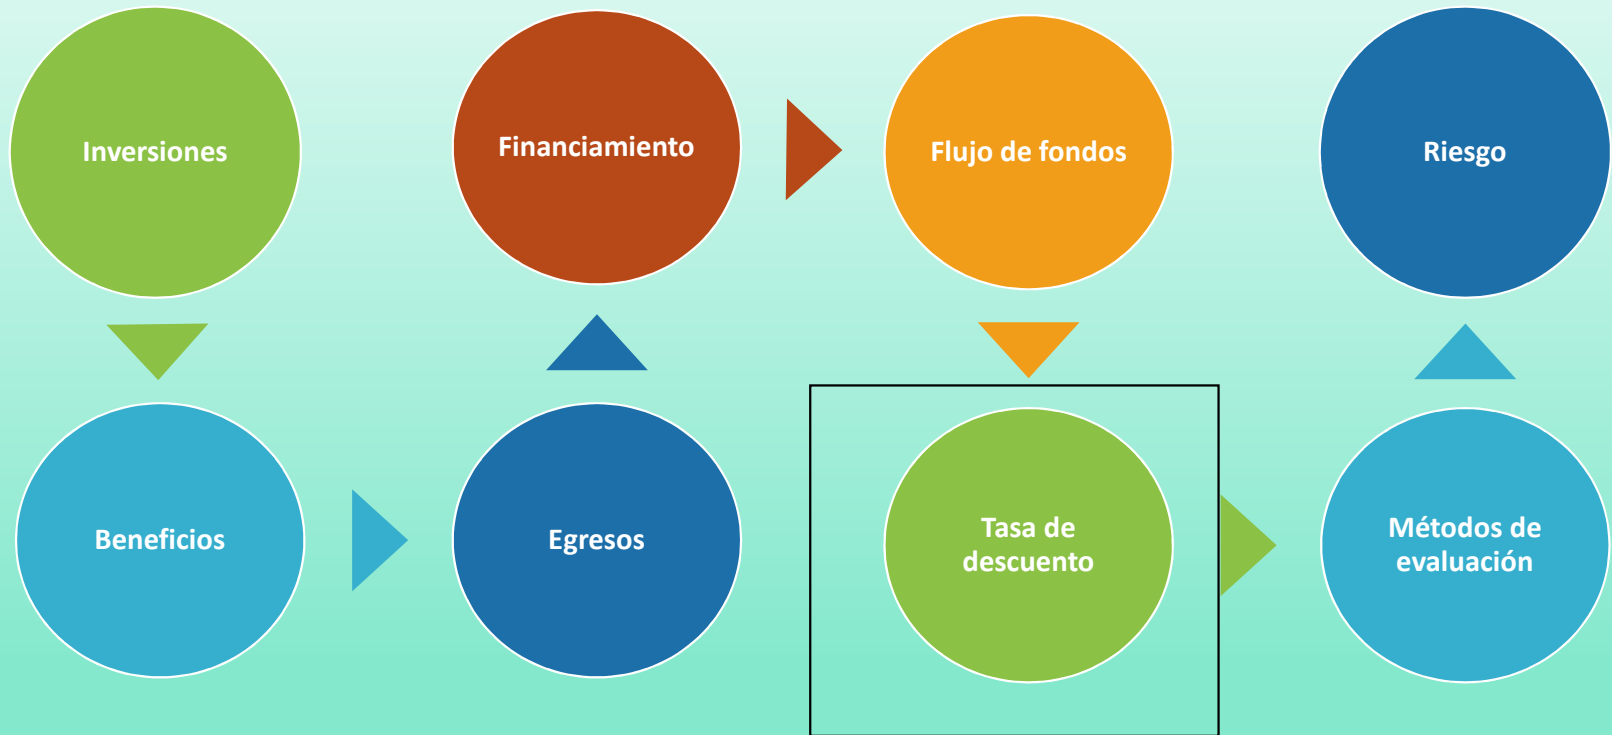 Inversiones
Financiamiento
Flujo de fondos
Riesgo
Beneficios
Egresos
Tasa de
descuento
Métodos de
evaluación